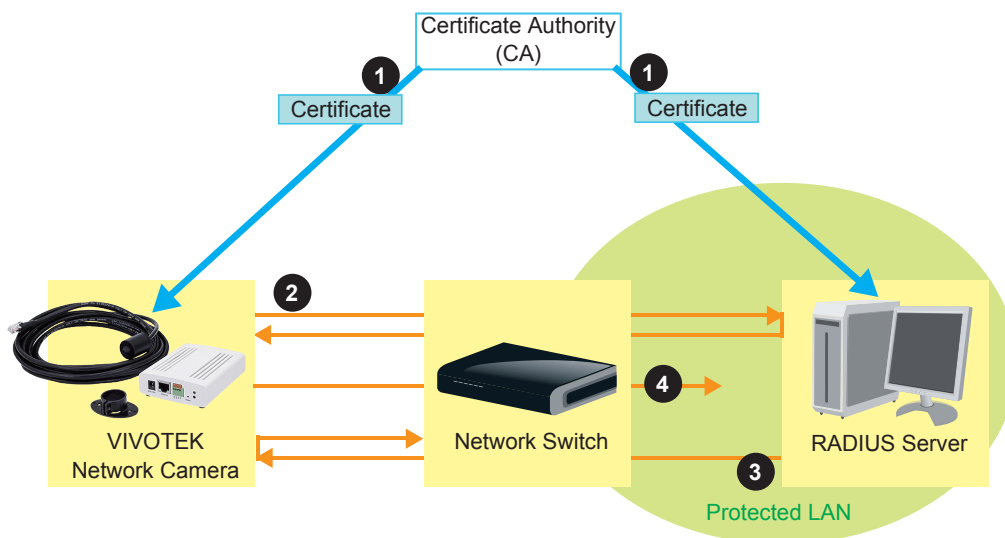 Certificate Authority
(CA)
1
1
Certificate
Certificate
2
4
VIVOTEK
Network Camera
Network Switch
RADIUS Server
3
Protected LAN